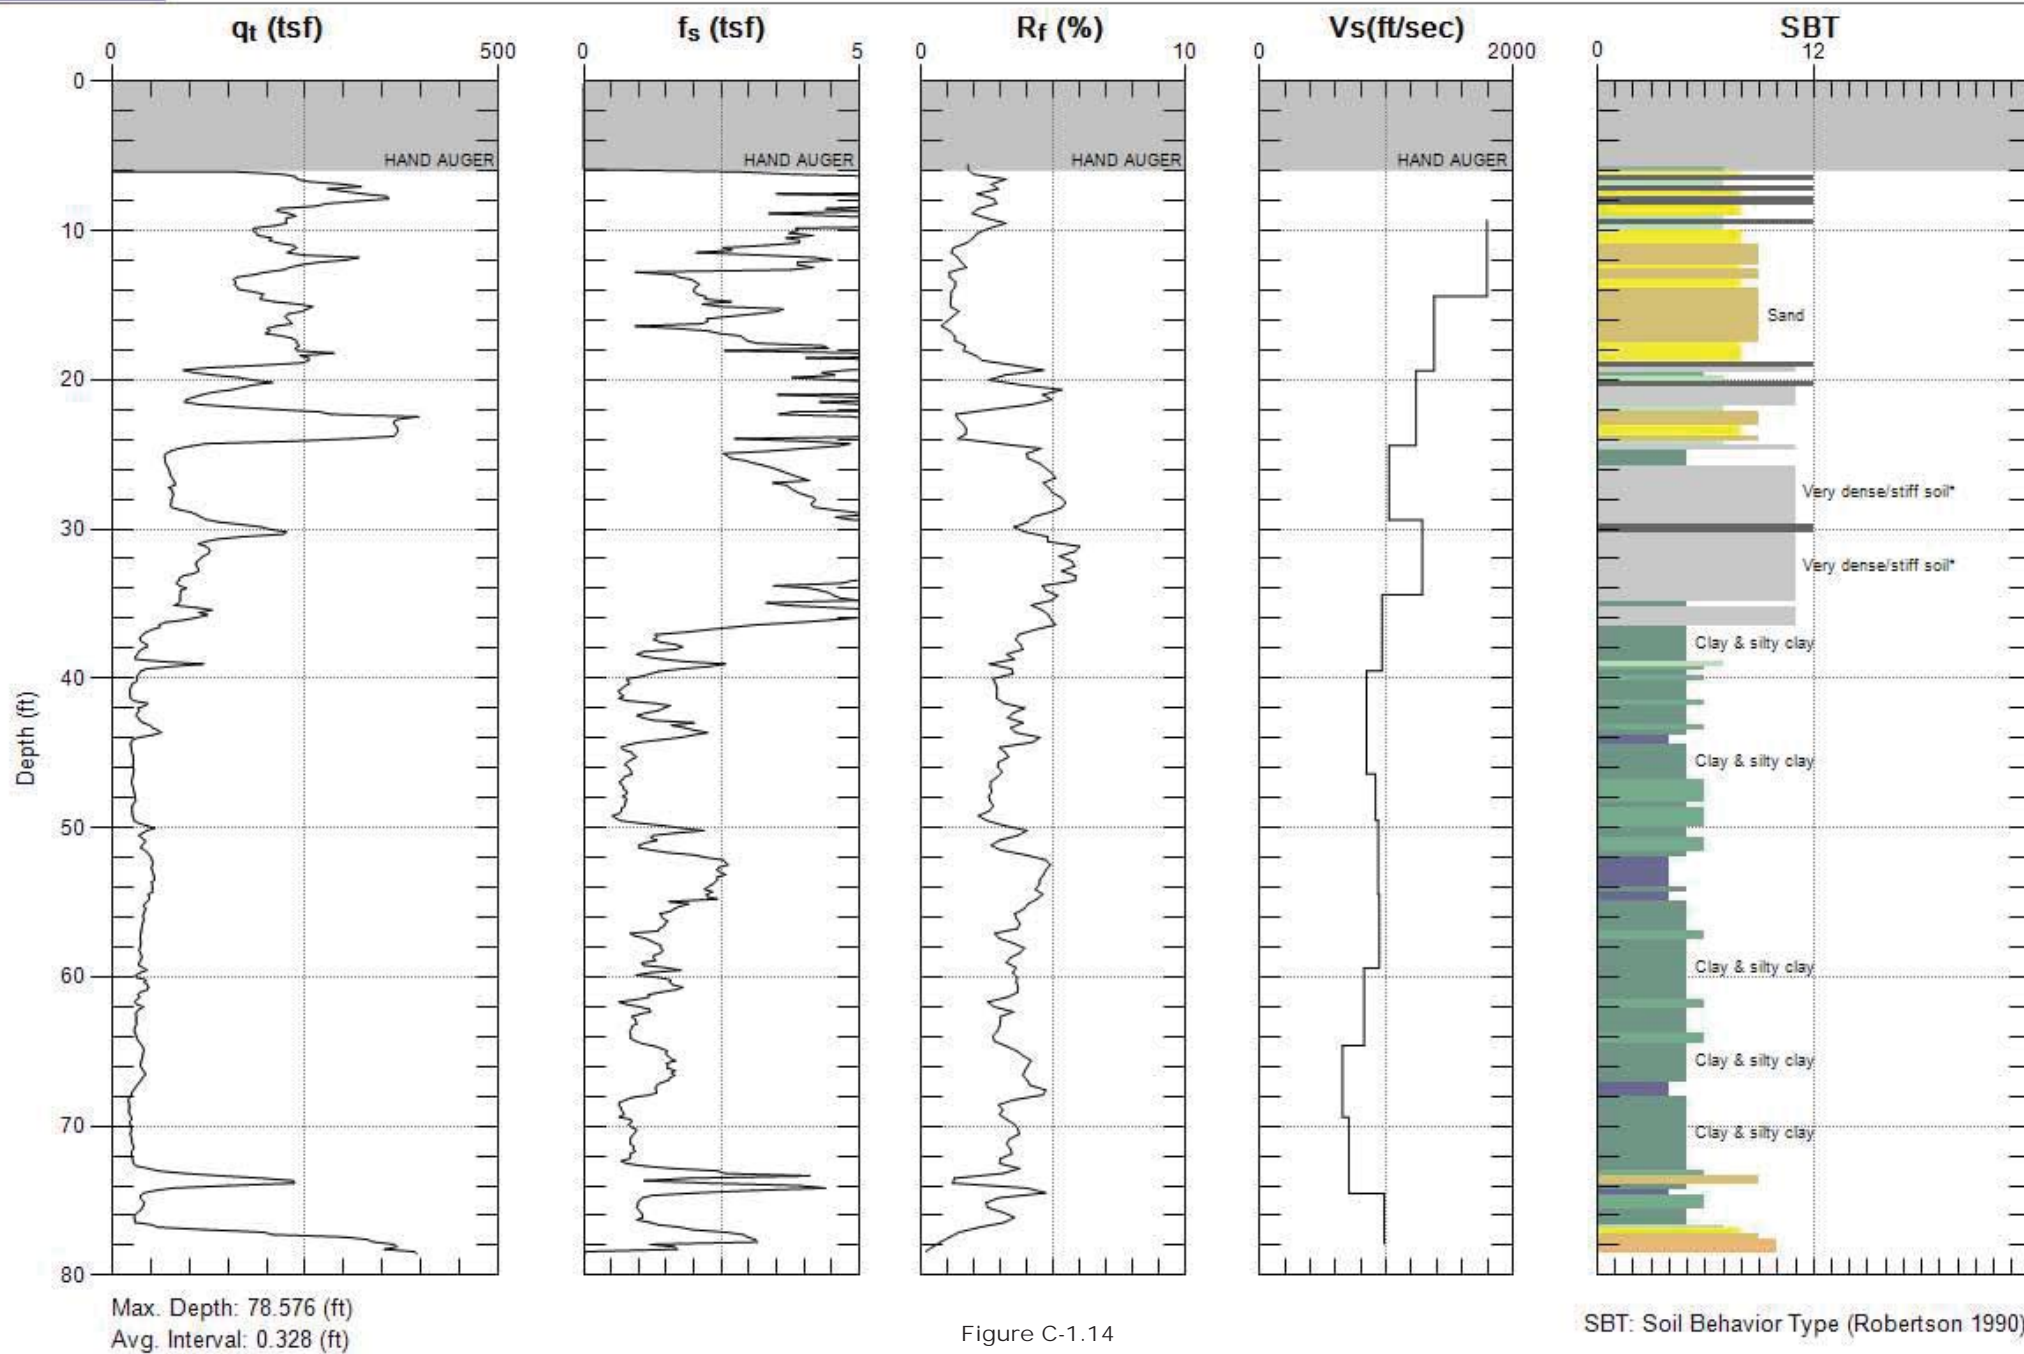 qt (tsf) fs (tsf) Rf (%) Vs(ft/sec) SBT
0 500 0 5 0 10 0 2000 0 12
0
HAND AUGER HAND AUGER HAND AUGER HAND AUGER
10
Sand
20
Very dense/stiff soil*
30
Very dense/stiff soil*
Clay & silty clay
40
Depth (ft)
Clay & silty clay
50
Clay & silty clay
60
Clay & silty clay
70
Clay & silty clay
80
Max. Depth: 78.576 (ft)
Avg. Interval: 0.328 (ft)
Figure C-1.14
SBT: Soil Behavior Type (Robertson 1990)